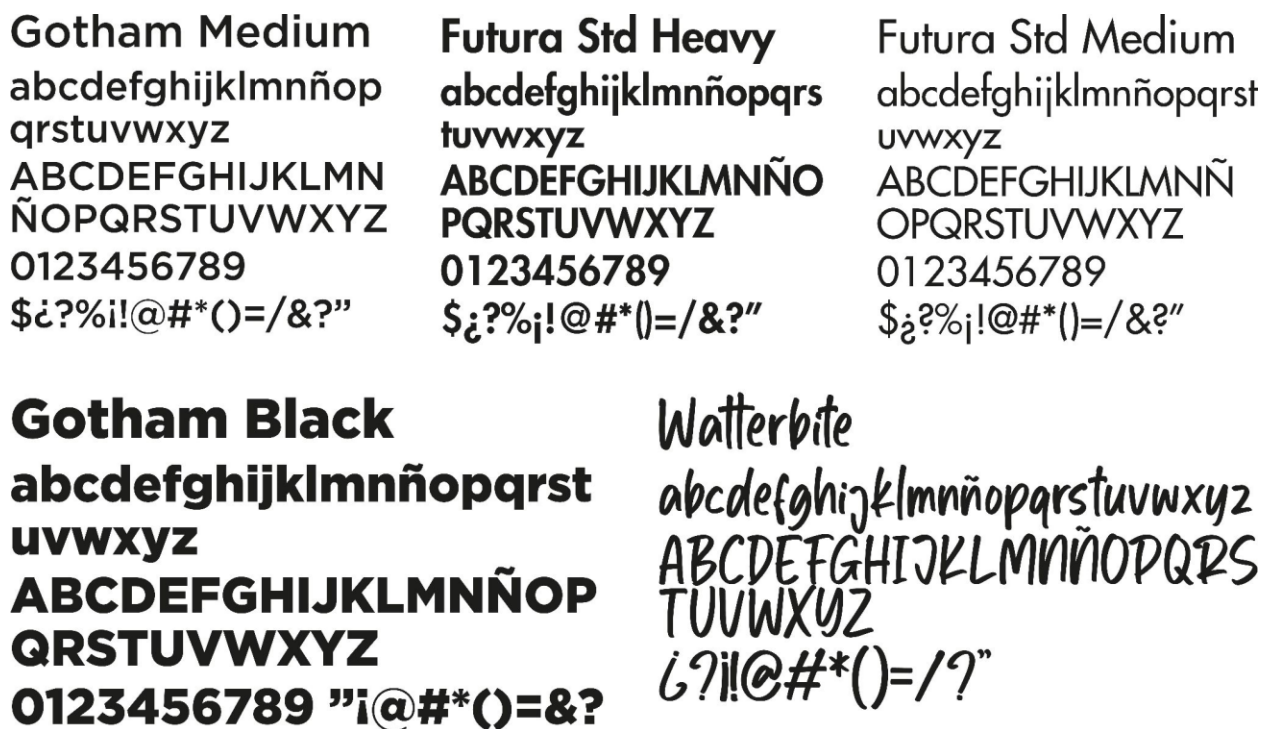 Gotham Medium
abcdefghijklmnñop
qrstuvwxyz
ABCDEFGHIJKLMN
ÑOPQRSTUVWXYZ
0123456789
$¿?%¡!@#*()=/&?”
Futura Std Heavy
abcdefghijklmnñopqrs
tuvwxyz
ABCDEFGHIJKLMNÑO
PQRSTUVWXYZ
0123456789
$¿?%¡!@#*()=/&?”
Futura Std Medium
abcdefghijklmnñopqrst
uvwxyz
ABCDEFGHIJKLMNÑ
OPQRSTUVWXYZ
0123456789
$¿?%¡!@#*()=/&?”
Gotham Black
abcdefghijklmnñopqrst
uvwxyz
ABCDEFGHIJKLMNÑOP
QRSTUVWXYZ
0123456789 ”¡@#*()=&?
Watterbite
abcdefghijklmnñopqrstuvwxyz
ABCDEFGHIJKLMNÑOPQRS
TUVWXYZ
¿?¡!@#*()=/?”